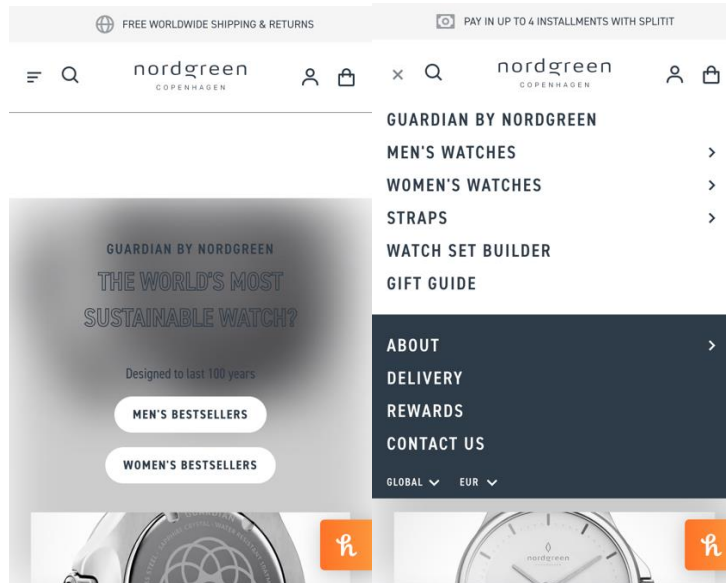 FREE WORLDWIDE SHIPPING & RETURNS
nordgreen
COPENHAGEN
GUARDIAN BY NORDGREEN
THE WORLD'S MOST
SUSTAINABLE WATCH?
Designed to last 100 years
MEN'S BESTSELLERS
WOMEN'S BESTSELLERS
GUARDIAN
PAY IN UP TO 4 INSTALLMENTS WITH SPLITIT
nordgreen
COPENHAGEN
GUARDIAN BY NORDGREEN
MEN'S WATCHES
WOMEN'S WATCHES
STRAPS
WATCH SET BUILDER
GIFT GUIDE
ABOUT
DELIVERY
REWARDS
CONTACT US
GLOBAL EUR
nordgreen
h